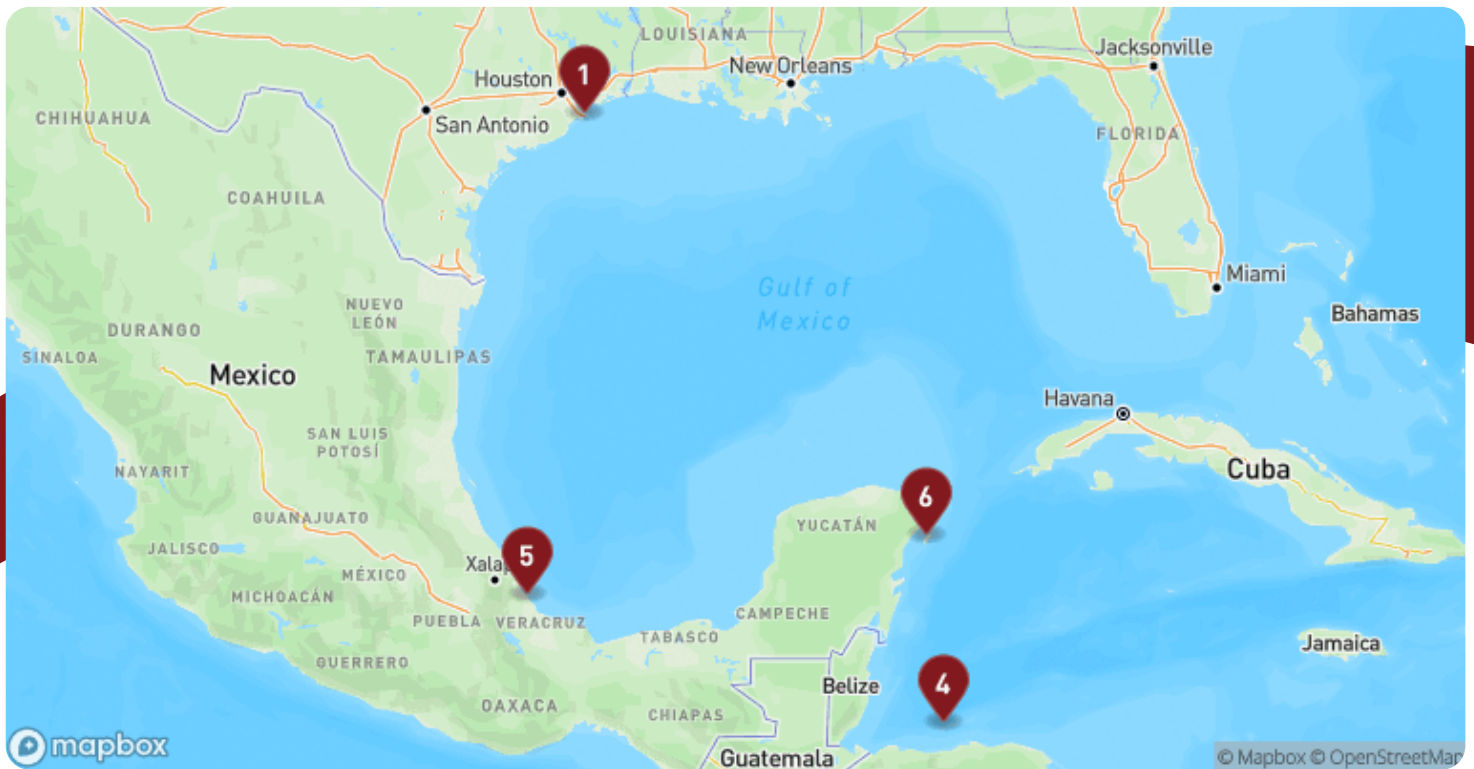 LOUISIANA
Jacksonville
New Orleans
Houston
1
CHIHUAHUA
San Antonio
FLORIDA
COAHUILA
Miami
Gulf of
Mexico
NUEVO
LEÓN
Bahamas
DURANGO
SINALOA
TAMAULIPAS
Mexico
Havana
SAN LUIS
POTOSÍ
NAYARIT
Cuba
6
GUANAJUATO
YUCATÁN
JALISCO
5
Xalap
MÉXICO
MICHOACÁN
PUEBLA
VERACRUZ
CAMPECHE
TABASCO
Jamaica
GUERRERO
Belize
4
OAXACA
CHIAPAS
mapbox
Guatemala
© Mapbox © OpenStreetMap